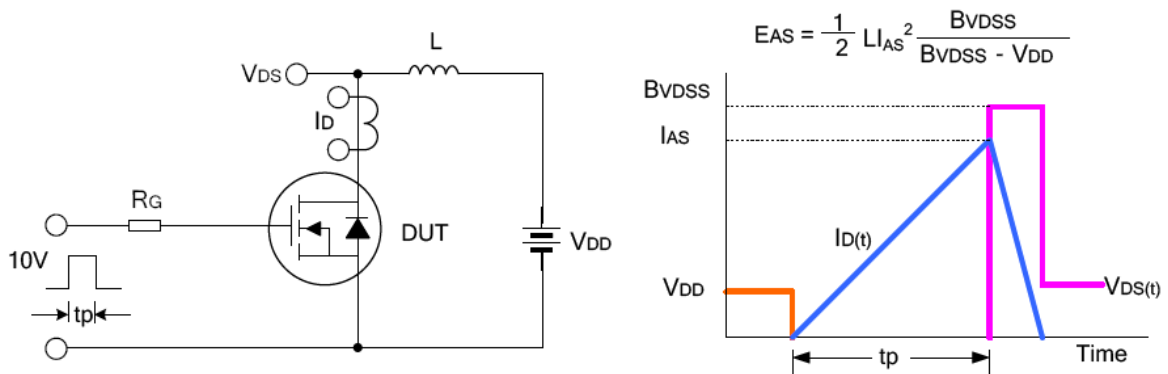 VDS
L
ID
RG
DUT
VDD
10V
tp
EAS = 1/2 LIAS² BVDSS / BVDSS - VDD
BVDSS
IAS
ID(t)
VDD
VDS(t)
tp
Time